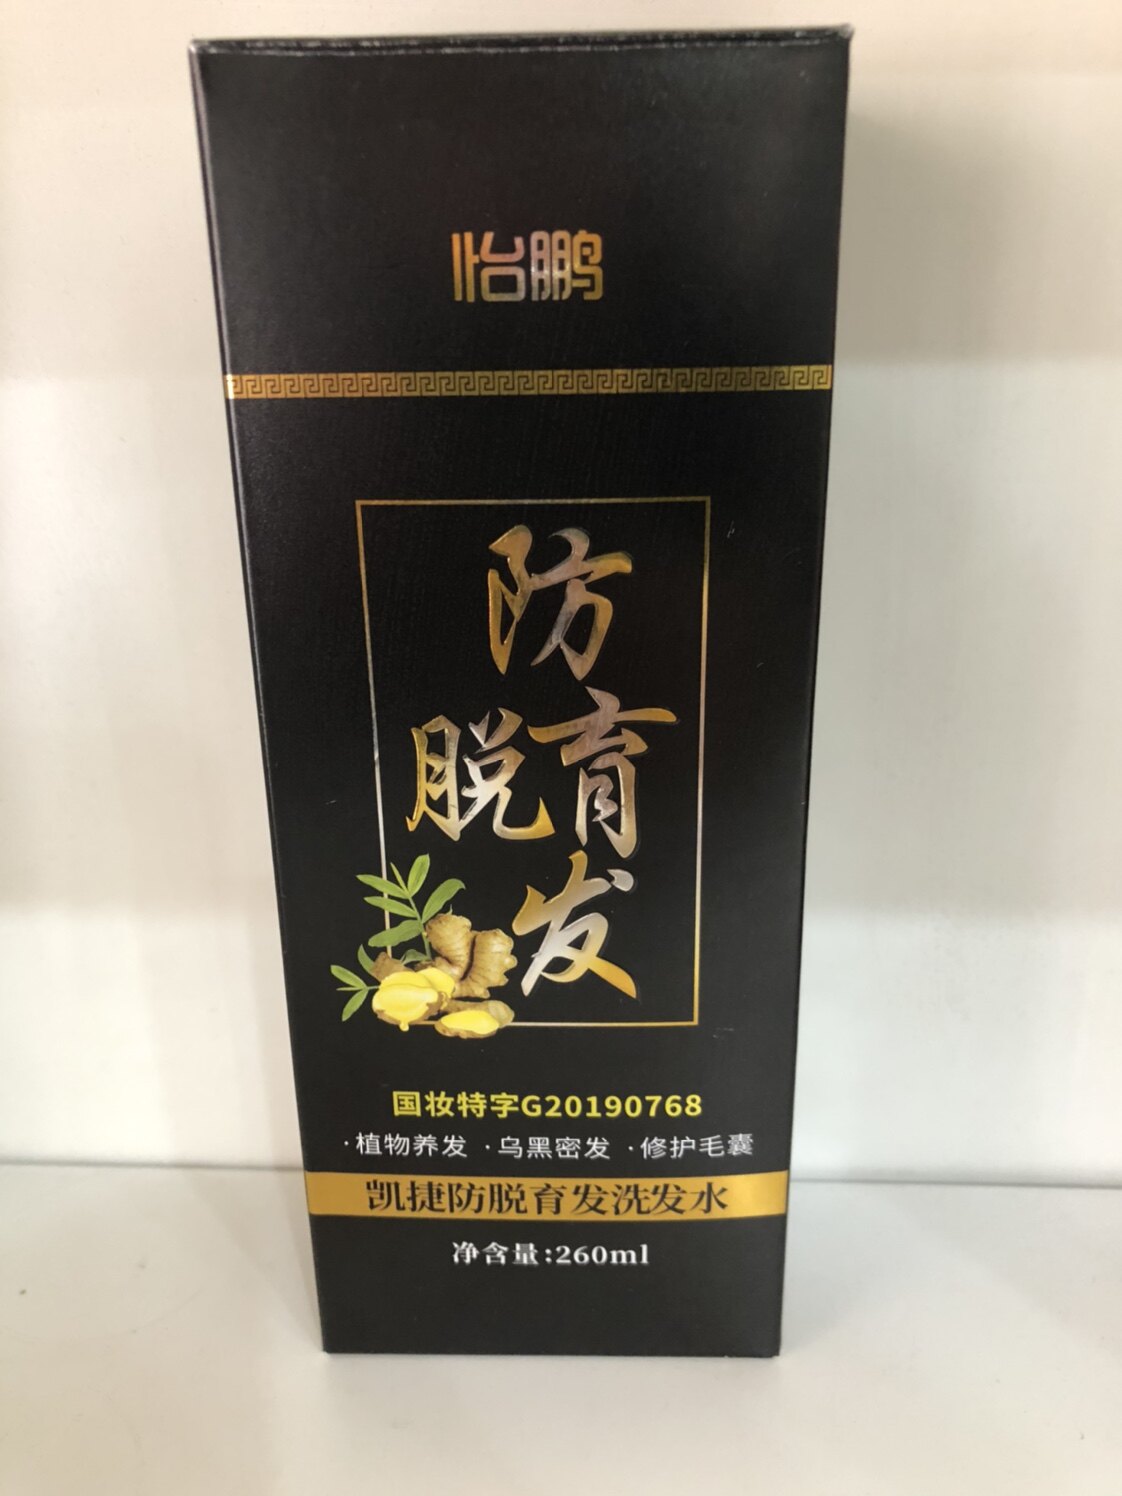 怡鹏
防
育
脱
发
国妆特字G20190768
·植物养发 ·乌黑密发 ·修护毛囊
凯捷防脱育发洗发水
净含量:260ml